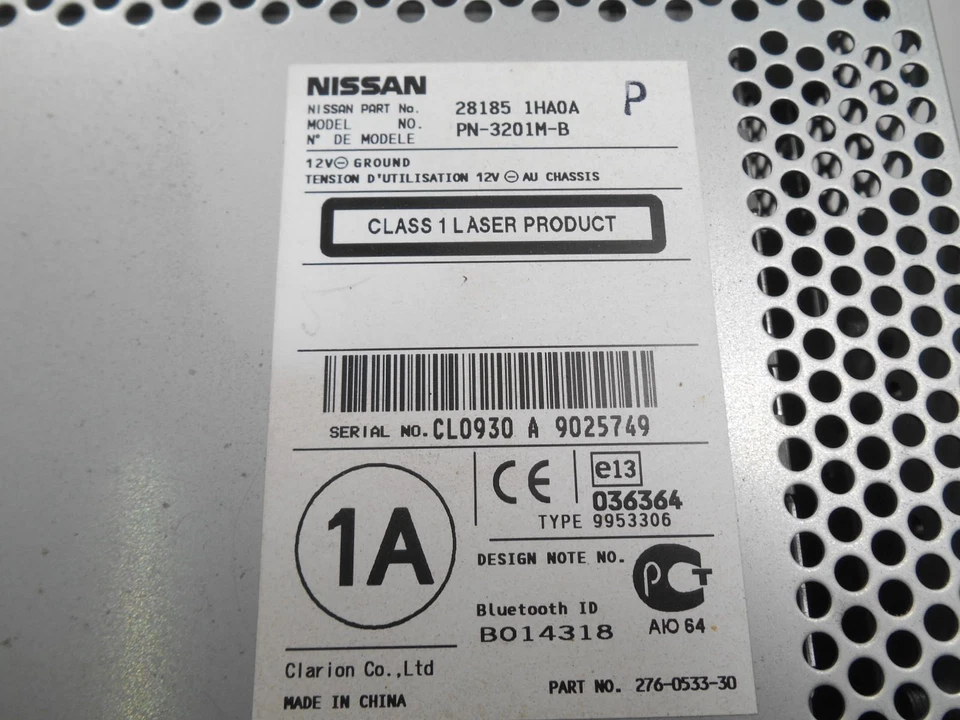 NISSAN
P
NISSAN PART No. 28185 1HA0A
MODEL NO. PN-3201M-B
N° DE MODELE
12V⊖ GROUND
TENSION D'UTILISATION 12V ⊖ AU CHASSIS
CLASS 1 LASER PRODUCT
SERIAL NO. CL0930 A 9025749
1A
CE
e13
036364
TYPE 9953306
DESIGN NOTE NO.
PCT
Bluetooth ID
B014318
АЮ 64
Clarion Co.,Ltd
MADE IN CHINA
PART NO. 276-0533-30